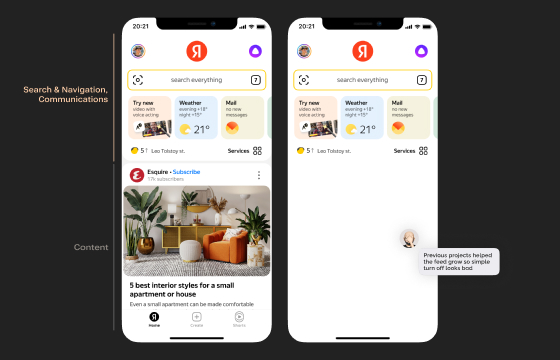 Search & Navigation,
Communications
Content
20:21
Я
search everything
7
Try new
video with
voice acting
Weather
evening +18°
night +15°
21°
Mail
no new
messages
5↑ Leo Tolstoy st.
Services
Esquire • Subscribe
17k subscribers
5 best interior styles for a small
apartment or house
Even a small apartment can be made comfortable
Я
Home
Create
Shorts
20:21
Я
search everything
7
Try new
video with
voice acting
Weather
evening +18°
night +15°
21°
Mail
no new
messages
5↑ Leo Tolstoy st.
Services
Previous projects helped
the feed grow so simple
turn off looks bad